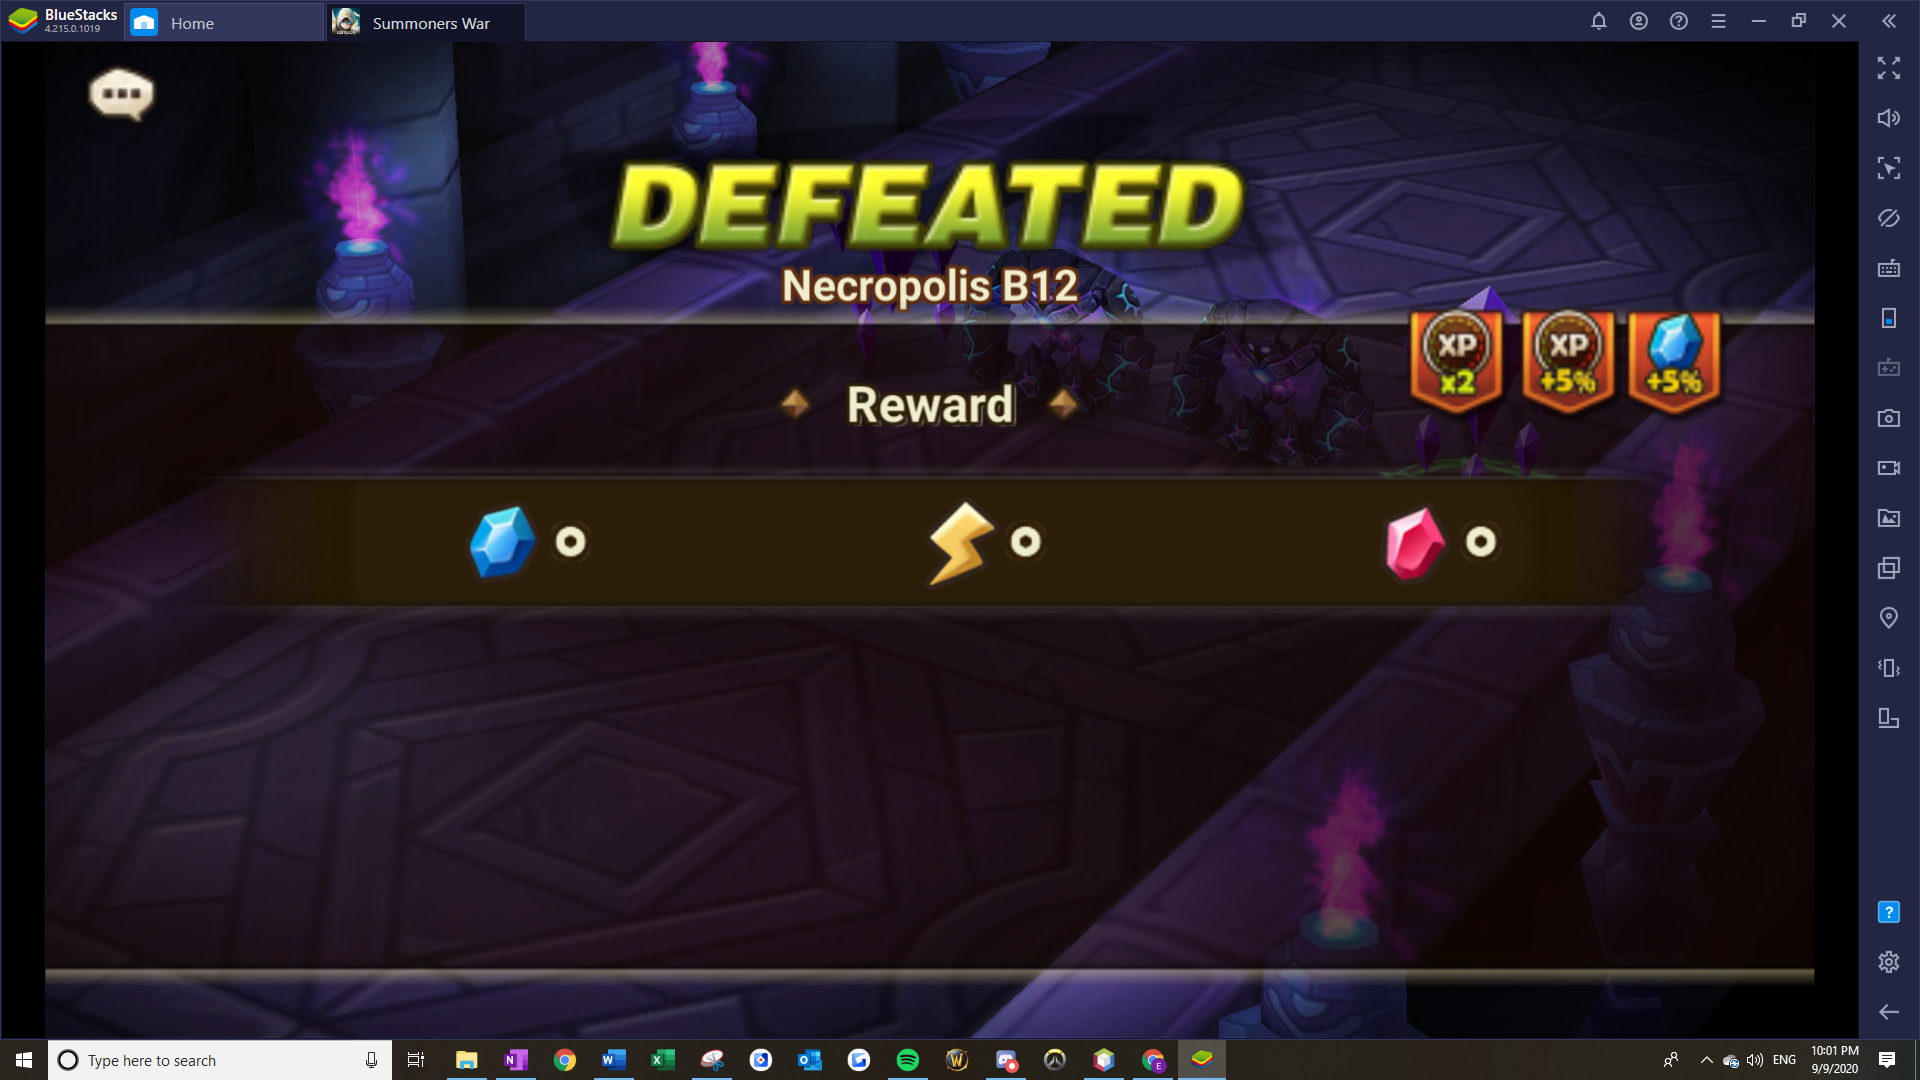 BlueStacks
4.215.0.1019
Home
Summoners War
DEFEATED
Necropolis B12
XP
x2
XP
+5%
+5%
Reward
0
0
0
Type here to search
ENG
10:01 PM
9/9/2020